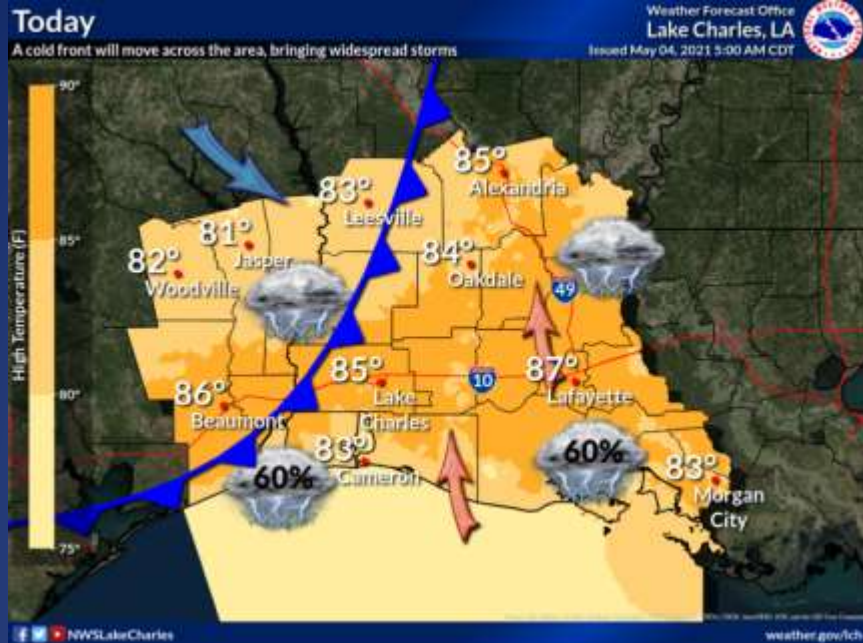 Today
A cold front will move across the area, bringing widespread storms
Weather Forecast Office
Lake Charles, LA
Issued May 04, 2021 5:00 AM CDT
High Temperature (F)
90°
85°
80°
75°
85°
Alexandria
83°
Leesville
81°
Jasper
82°
Woodville
84°
Oakdale
49
85°
Lake
Charles
10
87°
Lafayette
86°
Beaumont
83°
Cameron
60%
60%
83°
Morgan
City
NWSLakeCharles
weather.gov/lch